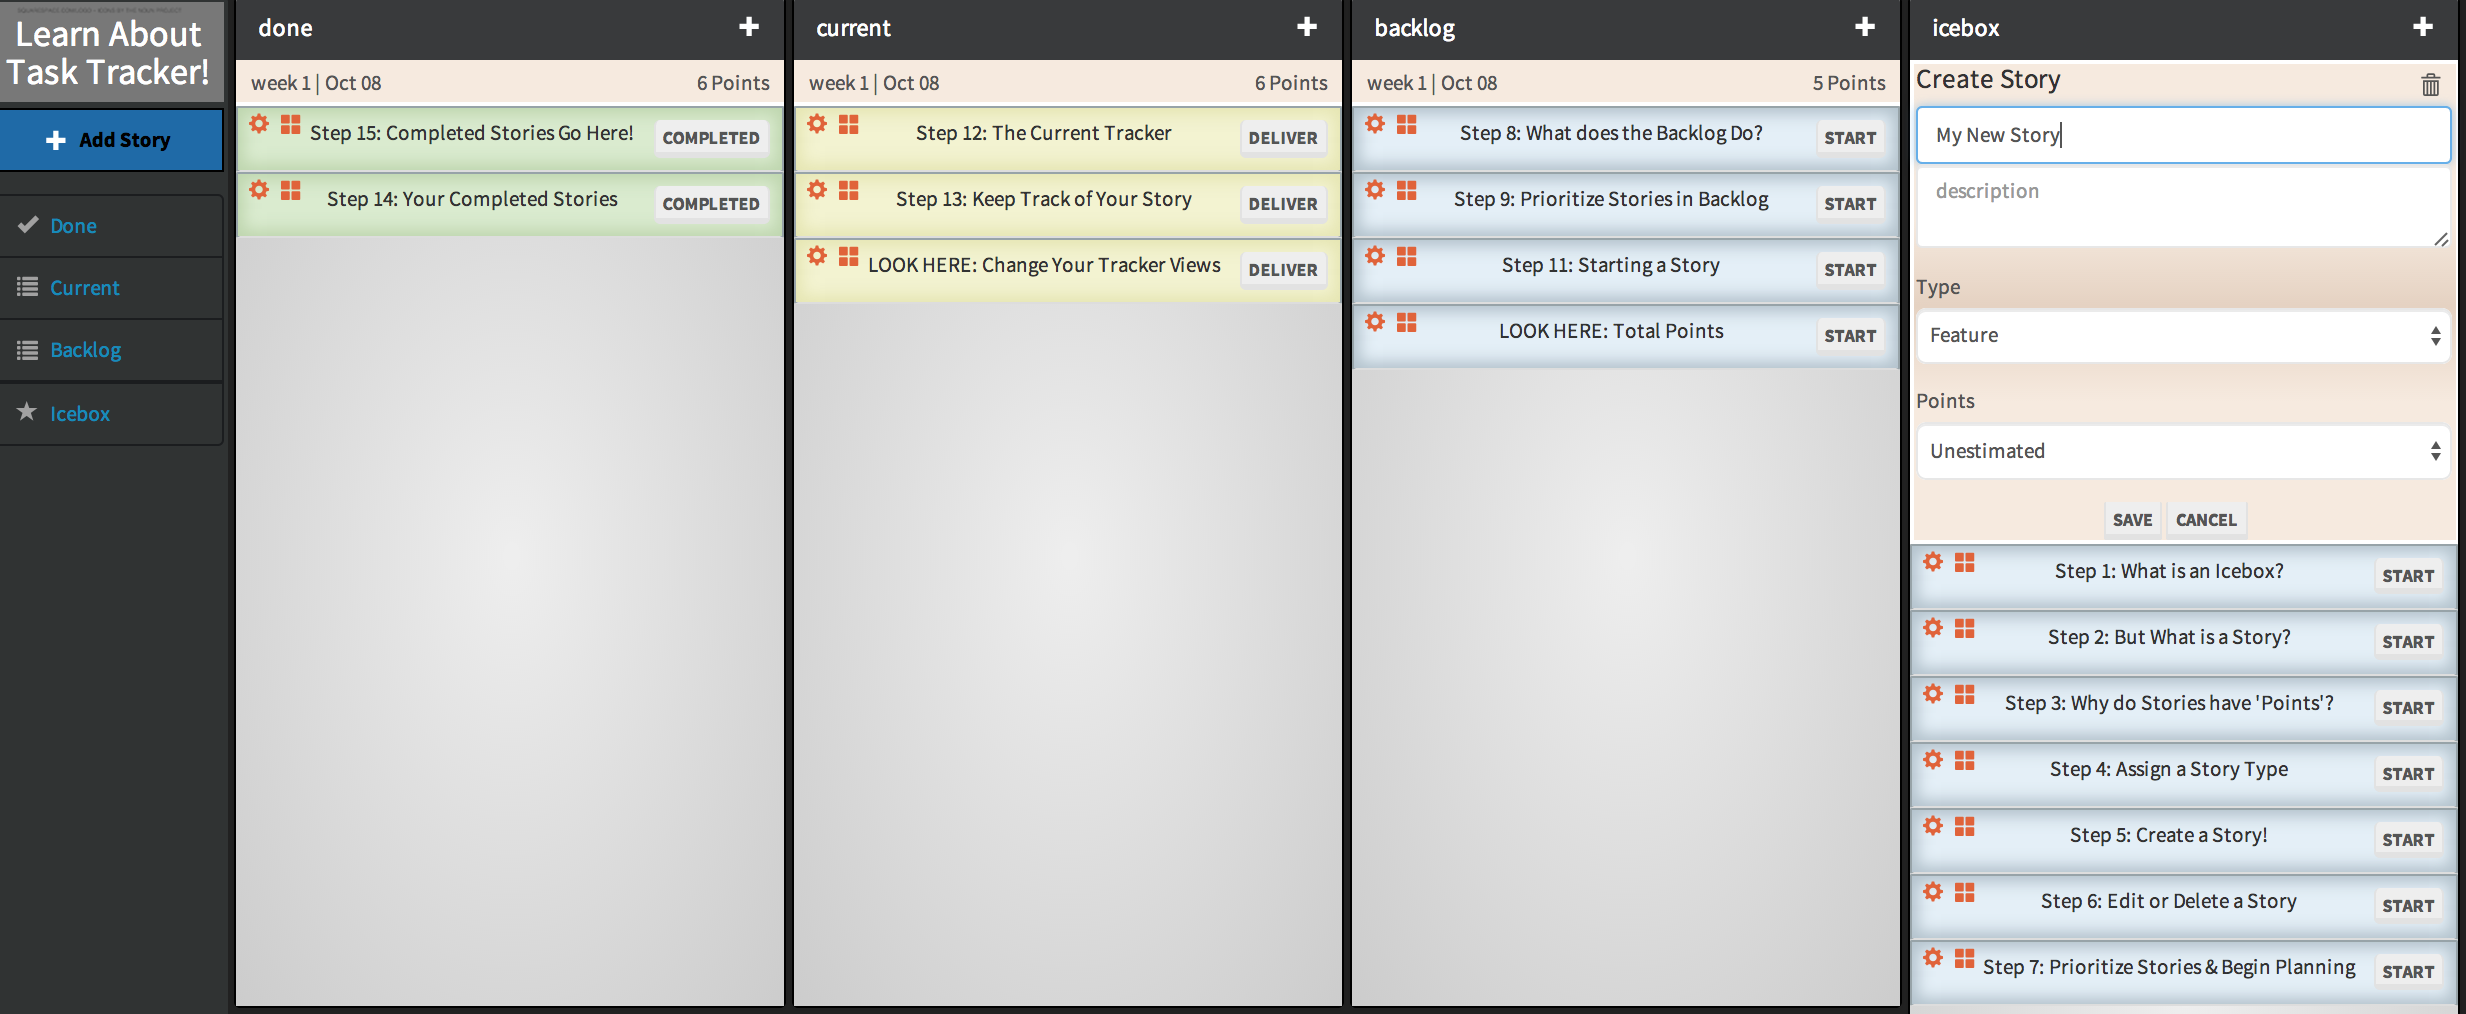 Learn About
Task Tracker!
Add Story
Done
Current
Backlog
Icebox
done
week 1 | Oct 08
6 Points
Step 15: Completed Stories Go Here!
COMPLETED
Step 14: Your Completed Stories
COMPLETED
current
week 1 | Oct 08
6 Points
Step 12: The Current Tracker
DELIVER
Step 13: Keep Track of Your Story
DELIVER
LOOK HERE: Change Your Tracker Views
DELIVER
backlog
week 1 | Oct 08
5 Points
Step 8: What does the Backlog Do?
START
Step 9: Prioritize Stories in Backlog
START
Step 11: Starting a Story
START
LOOK HERE: Total Points
START
icebox
Create Story
My New Story
description
Type
Feature
Points
Unestimated
SAVE
CANCEL
Step 1: What is an Icebox?
START
Step 2: But What is a Story?
START
Step 3: Why do Stories have 'Points'?
START
Step 4: Assign a Story Type
START
Step 5: Create a Story!
START
Step 6: Edit or Delete a Story
START
Step 7: Prioritize Stories & Begin Planning
START